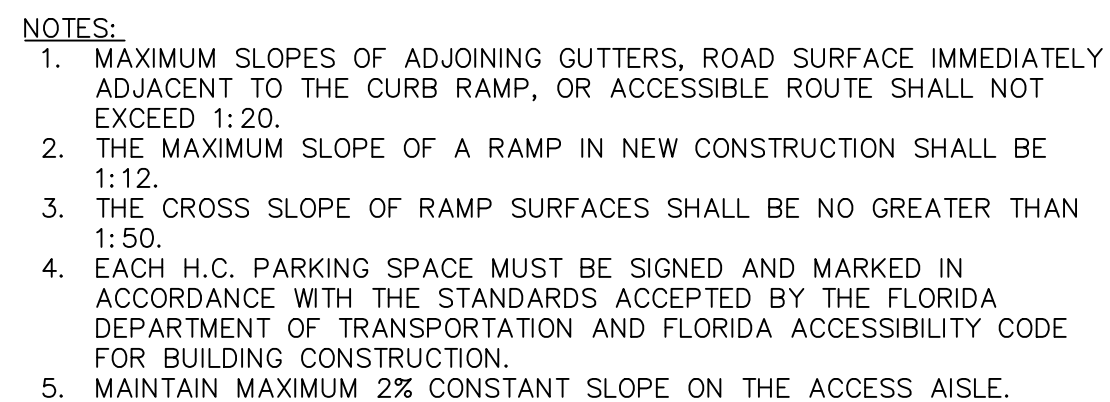 NOTES:
1. MAXIMUM SLOPES OF ADJOINING GUTTERS, ROAD SURFACE IMMEDIATELY
ADJACENT TO THE CURB RAMP, OR ACCESSIBLE ROUTE SHALL NOT
EXCEED 1:20.
2. THE MAXIMUM SLOPE OF A RAMP IN NEW CONSTRUCTION SHALL BE
1:12.
3. THE CROSS SLOPE OF RAMP SURFACES SHALL BE NO GREATER THAN
1:50.
4. EACH H.C. PARKING SPACE MUST BE SIGNED AND MARKED IN
ACCORDANCE WITH THE STANDARDS ACCEPTED BY THE FLORIDA
DEPARTMENT OF TRANSPORTATION AND FLORIDA ACCESSIBILITY CODE
FOR BUILDING CONSTRUCTION.
5. MAINTAIN MAXIMUM 2% CONSTANT SLOPE ON THE ACCESS AISLE.